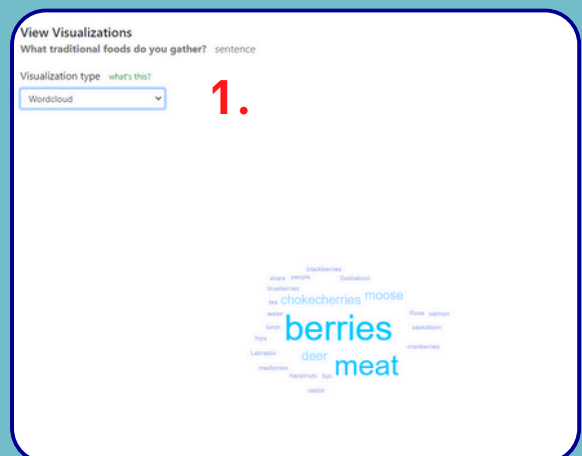 View Visualizations
What traditional foods do you gather? sentence
Visualization type what's this?
Wordcloud
1.
blackberries
share people Saskatoon
blueberries
tea chokecherries moose
water Rose salmon
birch berries saskatoon
hips
cranberries
Labrador deer
medicines meat
hazelnuts fish
rabbit